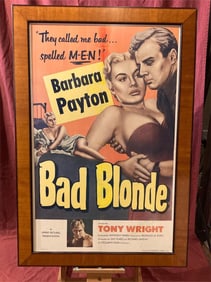 "They called me bad...
spelled M-E-N!"
Barbara
Payton
Bad Blonde
TONY WRIGHT